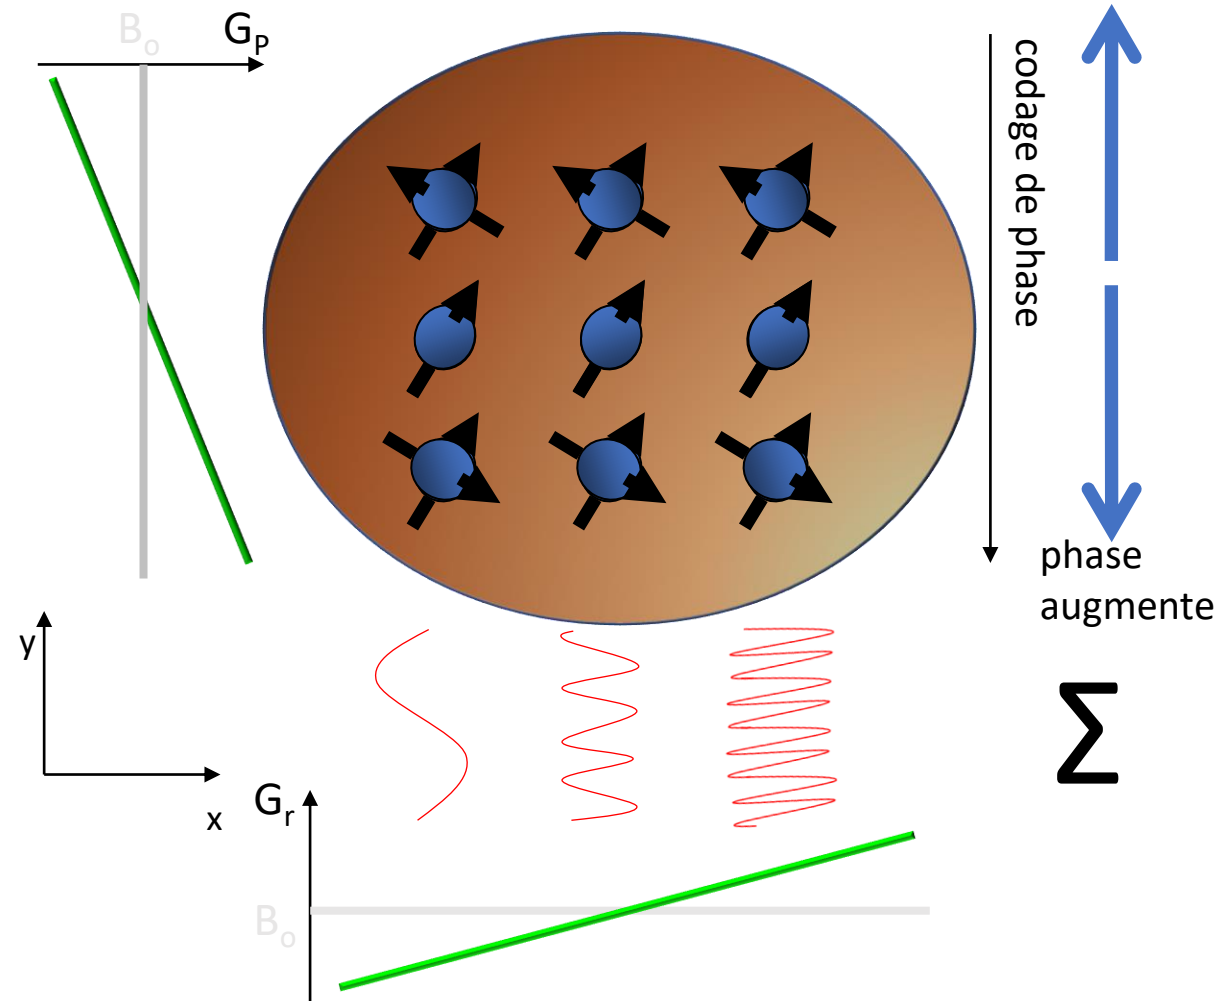 Bo
GP
codage de phase
phase
augmente
y
x
Σ
Gr
Bo